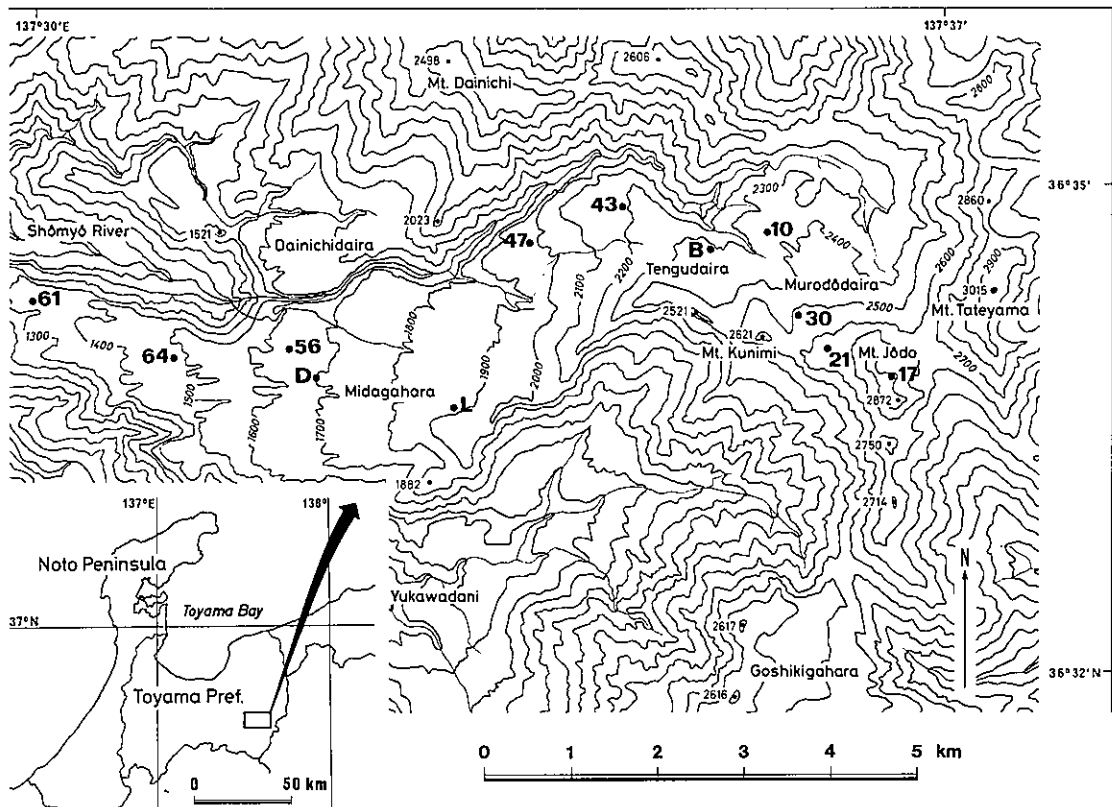 137°30'E
137°37'
2498
Mt. Dainichi
2606
2800
36°35'
2300
43
2860
2023
10
1521
Shômyô River
Dainichidaira
47
B
2400
Tengudaira
2600
2900
2200
2100
Murodôdaira
3015
61
2500
Mt. Tateyama
1300
1800
2521
30
1400
2621
56
64
Mt. Kunimi
21
Mt. Jôdo
2700
D
Midagahara
1900
2000
17
1500
L
2872
1600
1700
2750
1882
2714
137°E
138°
N
Noto Peninsula
Yukawadani
Toyama Bay
37°N
2617
Goshikigahara
36°32'N
Toyama Pref.
2616
0 1 2 3 4 5 km
0 50 km